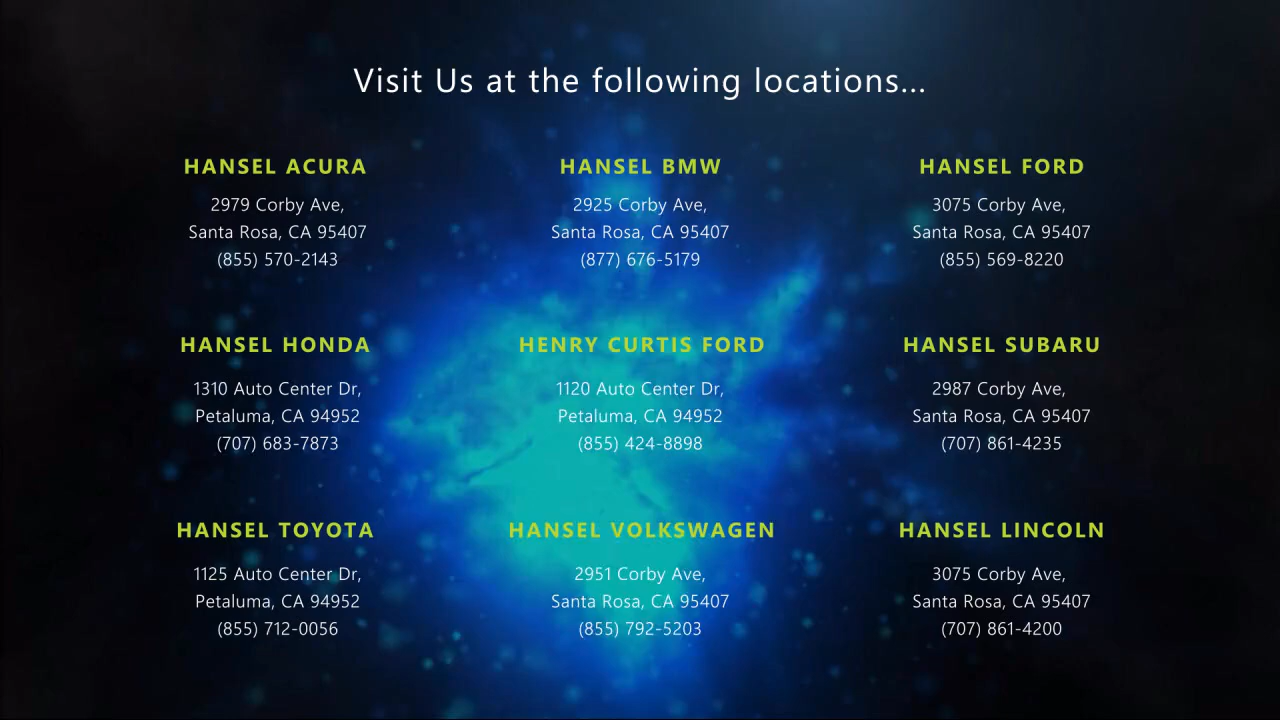 Visit Us at the following locations...
HANSEL ACURA
2979 Corby Ave,
Santa Rosa, CA 95407
(855) 570-2143
HANSEL BMW
2925 Corby Ave,
Santa Rosa, CA 95407
(877) 676-5179
HANSEL FORD
3075 Corby Ave,
Santa Rosa, CA 95407
(855) 569-8220
HANSEL HONDA
1310 Auto Center Dr,
Petaluma, CA 94952
(707) 683-7873
HENRY CURTIS FORD
1120 Auto Center Dr,
Petaluma, CA 94952
(855) 424-8898
HANSEL SUBARU
2987 Corby Ave,
Santa Rosa, CA 95407
(707) 861-4235
HANSEL TOYOTA
1125 Auto Center Dr,
Petaluma, CA 94952
(855) 712-0056
HANSEL VOLKSWAGEN
2951 Corby Ave,
Santa Rosa, CA 95407
(855) 792-5203
HANSEL LINCOLN
3075 Corby Ave,
Santa Rosa, CA 95407
(707) 861-4200